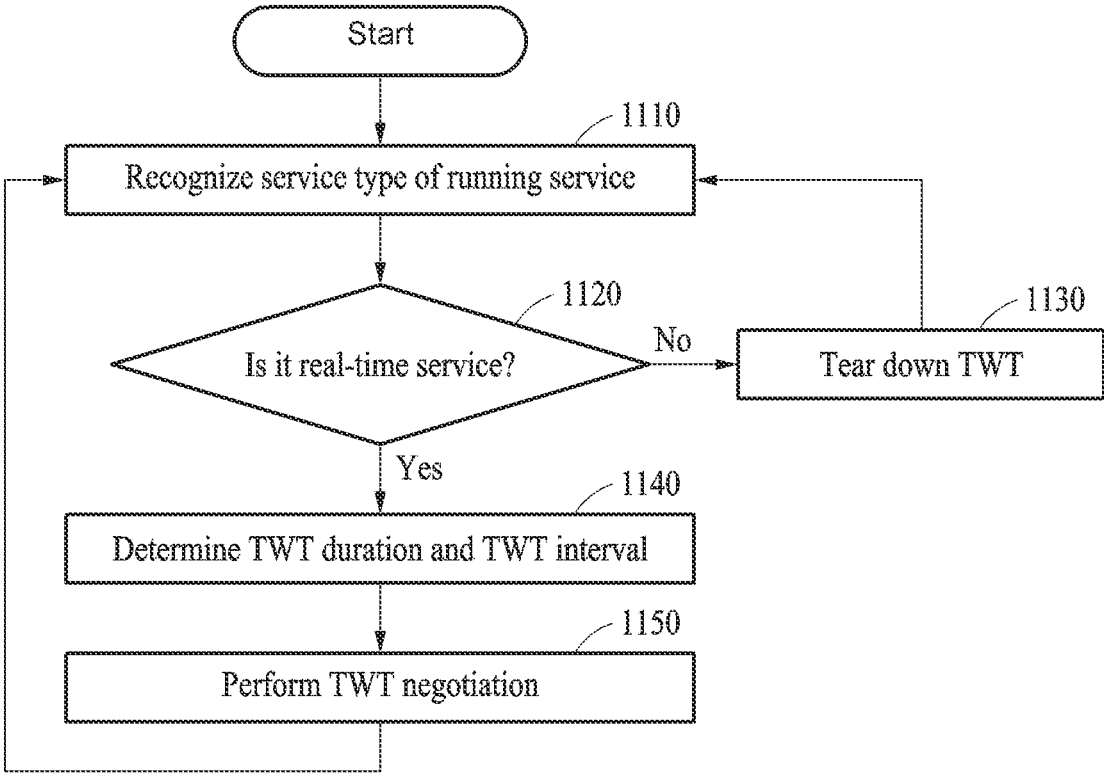 Start
1110
Recognize service type of running service
1120
Is it real-time service?
No
1130
Tear down TWT
Yes
1140
Determine TWT duration and TWT interval
1150
Perform TWT negotiation